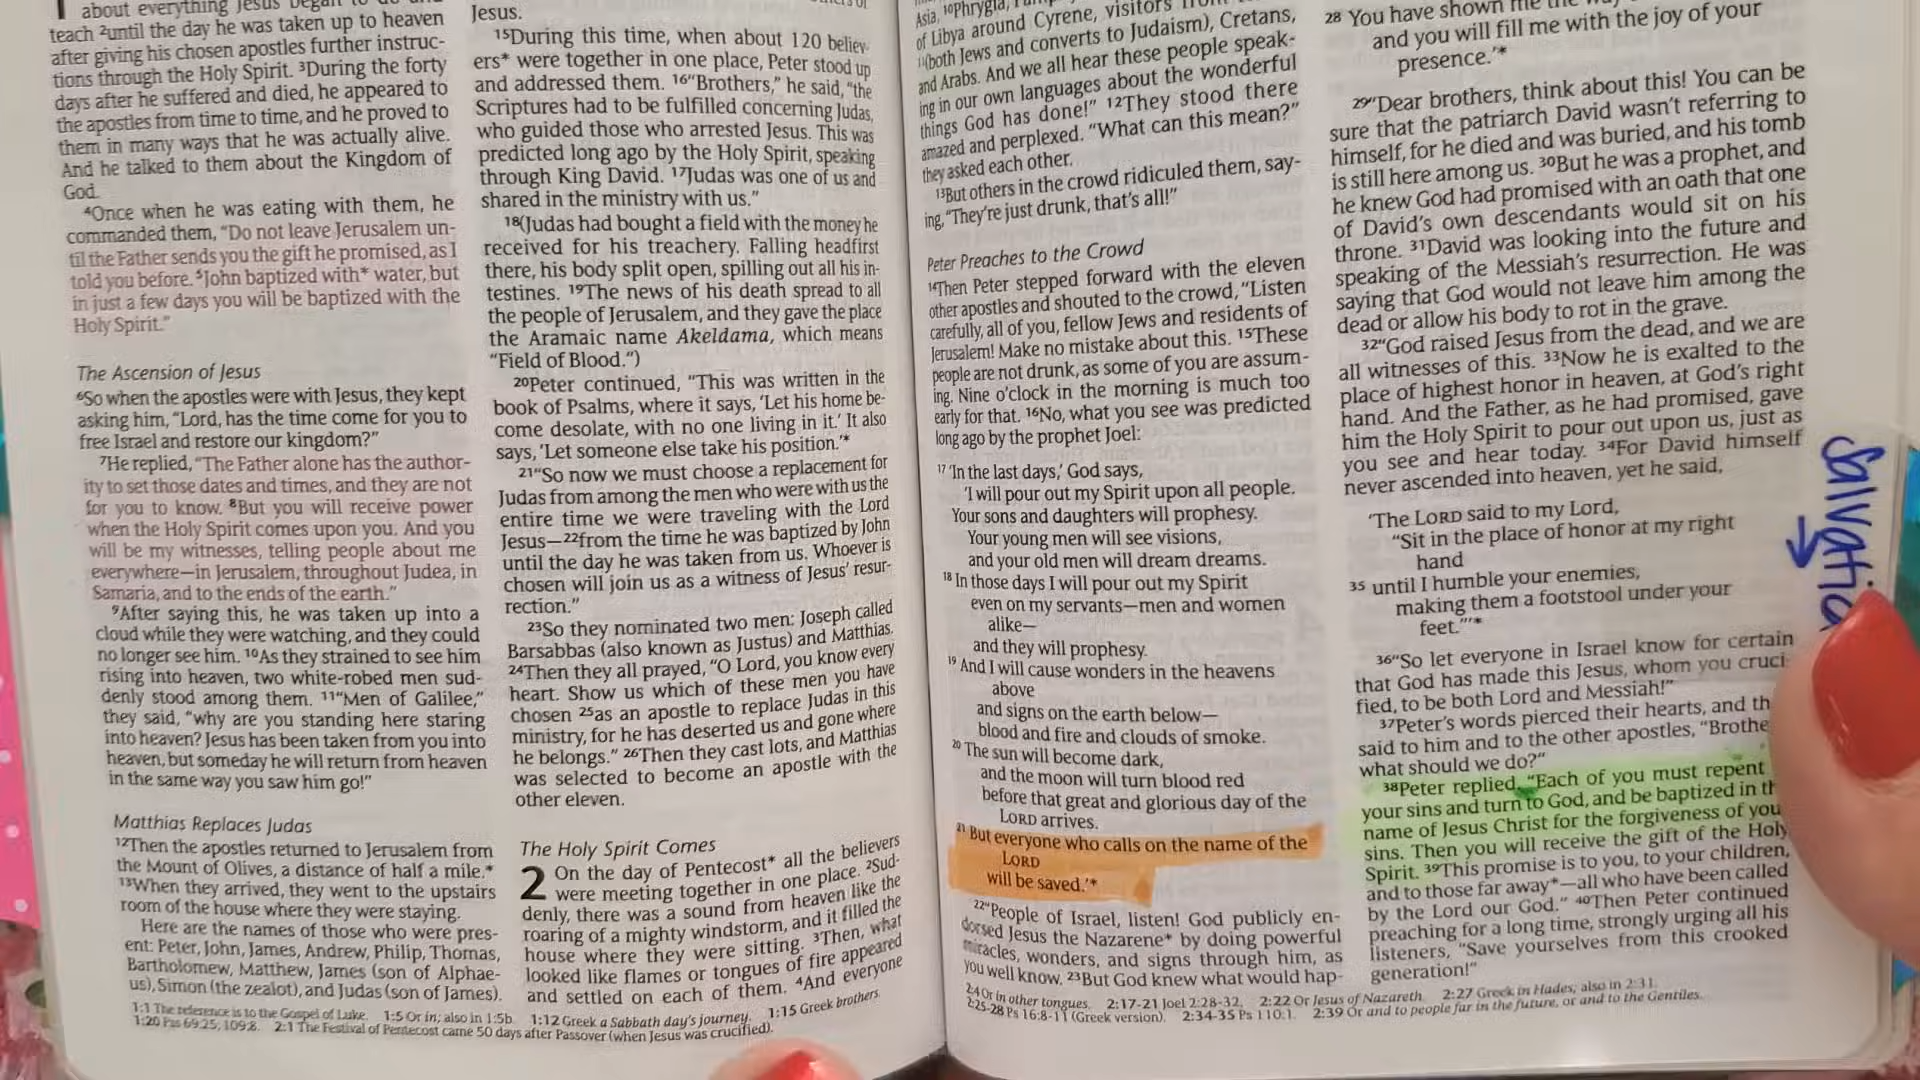 about everything Jesus began to do and
teach 2until the day he was taken up to heaven
after giving his chosen apostles further instruc-
tions through the Holy Spirit. 3During the forty
days after he suffered and died, he appeared to
the apostles from time to time, and he proved to
them in many ways that he was actually alive.
And he talked to them about the Kingdom of
God.
4Once when he was eating with them, he
commanded them, “Do not leave Jerusalem un-
til the Father sends you the gift he promised, as I
told you before. 5John baptized with* water, but
in just a few days you will be baptized with the
Holy Spirit.”
The Ascension of Jesus
6So when the apostles were with Jesus, they kept
asking him, “Lord, has the time come for you to
free Israel and restore our kingdom?”
7He replied, “The Father alone has the author-
ity to set those dates and times, and they are not
for you to know. 8But you will receive power
when the Holy Spirit comes upon you. And you
will be my witnesses, telling people about me
everywhere—in Jerusalem, throughout Judea, in
Samaria, and to the ends of the earth.”
9After saying this, he was taken up into a
cloud while they were watching, and they could
no longer see him. 10As they strained to see him
rising into heaven, two white-robed men sud-
denly stood among them. 11“Men of Galilee,”
they said, “why are you standing here staring
into heaven? Jesus has been taken from you into
heaven, but someday he will return from heaven
in the same way you saw him go!”
Matthias Replaces Judas
12Then the apostles returned to Jerusalem from
the Mount of Olives, a distance of half a mile.*
13When they arrived, they went to the upstairs
room of the house where they were staying.
Here are the names of those who were pres-
ent: Peter, John, James, Andrew, Philip, Thomas,
Bartholomew, Matthew, James (son of Alphae-
us), Simon (the zealot), and Judas (son of James).
Jesus.
15During this time, when about 120 believ-
ers* were together in one place, Peter stood up
and addressed them. 16“Brothers,” he said, “the
Scriptures had to be fulfilled concerning Judas,
who guided those who arrested Jesus. This was
predicted long ago by the Holy Spirit, speaking
through King David. 17Judas was one of us and
shared in the ministry with us.”
18(Judas had bought a field with the money he
received for his treachery. Falling headfirst
there, his body split open, spilling out all his in-
testines. 19The news of his death spread to all
the people of Jerusalem, and they gave the place
the Aramaic name Akeldama, which means
“Field of Blood.”)
20Peter continued, “This was written in the
book of Psalms, where it says, ‘Let his home be-
come desolate, with no one living in it.’ It also
says, ‘Let someone else take his position.’*
21“So now we must choose a replacement for
Judas from among the men who were with us the
entire time we were traveling with the Lord
Jesus—22from the time he was baptized by John
until the day he was taken from us. Whoever is
chosen will join us as a witness of Jesus’ resur-
rection.”
23So they nominated two men: Joseph called
Barsabbas (also known as Justus) and Matthias.
24Then they all prayed, “O Lord, you know every
heart. Show us which of these men you have
chosen 25as an apostle to replace Judas in this
ministry, for he has deserted us and gone where
he belongs.” 26Then they cast lots, and Matthias
was selected to become an apostle with the
other eleven.
The Holy Spirit Comes
2 On the day of Pentecost* all the believers
were meeting together in one place. 2Sud-
denly, there was a sound from heaven like the
roaring of a mighty windstorm, and it filled the
house where they were sitting. 3Then, what
looked like flames or tongues of fire appeared
and settled on each of them. 4And everyone
1:1 The reference is to the Gospel of Luke. 1:5 Or in; also in 1:5b. 1:12 Greek a Sabbath day’s journey. 1:15 Greek brothers.
1:20 Pss 69:25; 109:8. 2:1 The Festival of Pentecost came 50 days after Passover (when Jesus was crucified).
Asia, 10Phrygia,
of Libya around Cyrene, visitors from
11(both Jews and converts to Judaism), Cretans,
and Arabs. And we all hear these people speak-
ing in our own languages about the wonderful
things God has done!” 12They stood there
amazed and perplexed. “What can this mean?”
they asked each other.
13But others in the crowd ridiculed them, say-
ing, “They’re just drunk, that’s all!”
Peter Preaches to the Crowd
14Then Peter stepped forward with the eleven
other apostles and shouted to the crowd, “Listen
carefully, all of you, fellow Jews and residents of
Jerusalem! Make no mistake about this. 15These
people are not drunk, as some of you are assum-
ing. Nine o’clock in the morning is much too
early for that. 16No, what you see was predicted
long ago by the prophet Joel:
17 ‘In the last days,’ God says,
‘I will pour out my Spirit upon all people.
Your sons and daughters will prophesy.
Your young men will see visions,
and your old men will dream dreams.
18 In those days I will pour out my Spirit
even on my servants—men and women
alike—
and they will prophesy.
19 And I will cause wonders in the heavens
above
and signs on the earth below—
blood and fire and clouds of smoke.
20 The sun will become dark,
and the moon will turn blood red
before that great and glorious day of the
LORD arrives.
21 But everyone who calls on the name of the
LORD
will be saved.’*
22“People of Israel, listen! God publicly en-
dorsed Jesus the Nazarene* by doing powerful
miracles, wonders, and signs through him, as
you well know. 23But God knew what would hap-
28 You have shown me the way
and you will fill me with the joy of your
presence.’*
29“Dear brothers, think about this! You can be
sure that the patriarch David wasn’t referring to
himself, for he died and was buried, and his tomb
is still here among us. 30But he was a prophet, and
he knew God had promised with an oath that one
of David’s own descendants would sit on his
throne. 31David was looking into the future and
speaking of the Messiah’s resurrection. He was
saying that God would not leave him among the
dead or allow his body to rot in the grave.
32“God raised Jesus from the dead, and we are
all witnesses of this. 33Now he is exalted to the
place of highest honor in heaven, at God’s right
hand. And the Father, as he had promised, gave
him the Holy Spirit to pour out upon us, just as
you see and hear today. 34For David himself
never ascended into heaven, yet he said,
‘The LORD said to my Lord,
“Sit in the place of honor at my right
hand
35 until I humble your enemies,
making them a footstool under your
feet.”’*
36“So let everyone in Israel know for certain
that God has made this Jesus, whom you cruci-
fied, to be both Lord and Messiah!”
37Peter’s words pierced their hearts, and th
said to him and to the other apostles, “Brothe
what should we do?”
38Peter replied, “Each of you must repent
your sins and turn to God, and be baptized in th
name of Jesus Christ for the forgiveness of you
sins. Then you will receive the gift of the Holy
Spirit. 39This promise is to you, to your children,
and to those far away*—all who have been called
by the Lord our God.” 40Then Peter continued
preaching for a long time, strongly urging all his
listeners, “Save yourselves from this crooked
generation!”
2:4 Or in other tongues. 2:17-21 Joel 2:28-32. 2:22 Or Jesus of Nazareth. 2:27 Greek in Hades; also in 2:31.
2:25-28 Ps 16:8-11 (Greek version). 2:34-35 Ps 110:1. 2:39 Or and to people far in the future, or and to the Gentiles.
Salvatio